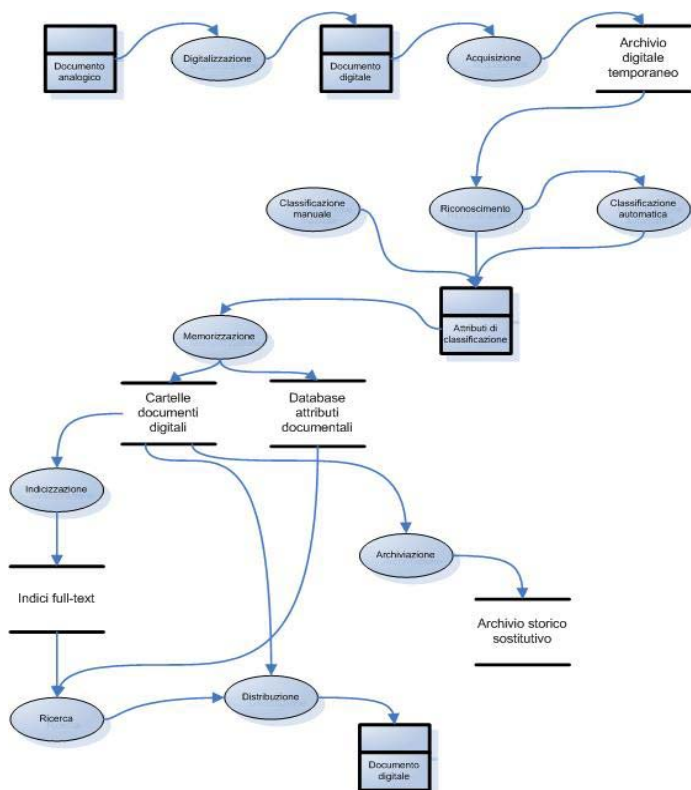 Documento
analogico
Digitalizzazione
Documento
digitale
Acquisizione
Archivio
digitale
temporaneo
Classificazione
manuale
Riconoscimento
Classificazione
automatica
Attributi di
classificazione
Memorizzazione
Cartelle
documenti
digitali
Database
attributi
documentali
Indicizzazione
Archiviazione
Indici full-text
Archivio storico
sostitutivo
Ricerca
Distribuzione
Documento
digitale